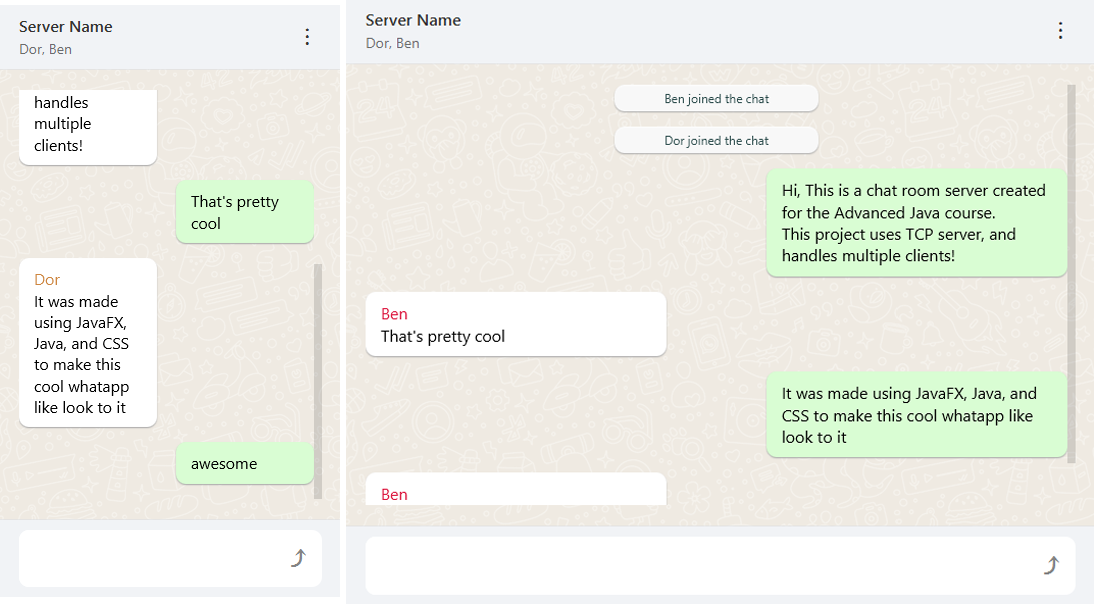 Server Name
Dor, Ben
handles
multiple
clients!
That's pretty
cool
Dor
It was made
using JavaFX,
Java, and CSS
to make this
cool whatapp
like look to it
awesome
Server Name
Dor, Ben
Ben joined the chat
Dor joined the chat
Hi, This is a chat room server created
for the Advanced Java course.
This project uses TCP server, and
handles multiple clients!
Ben
That's pretty cool
It was made using JavaFX, Java, and
CSS to make this cool whatapp like
look to it
Ben